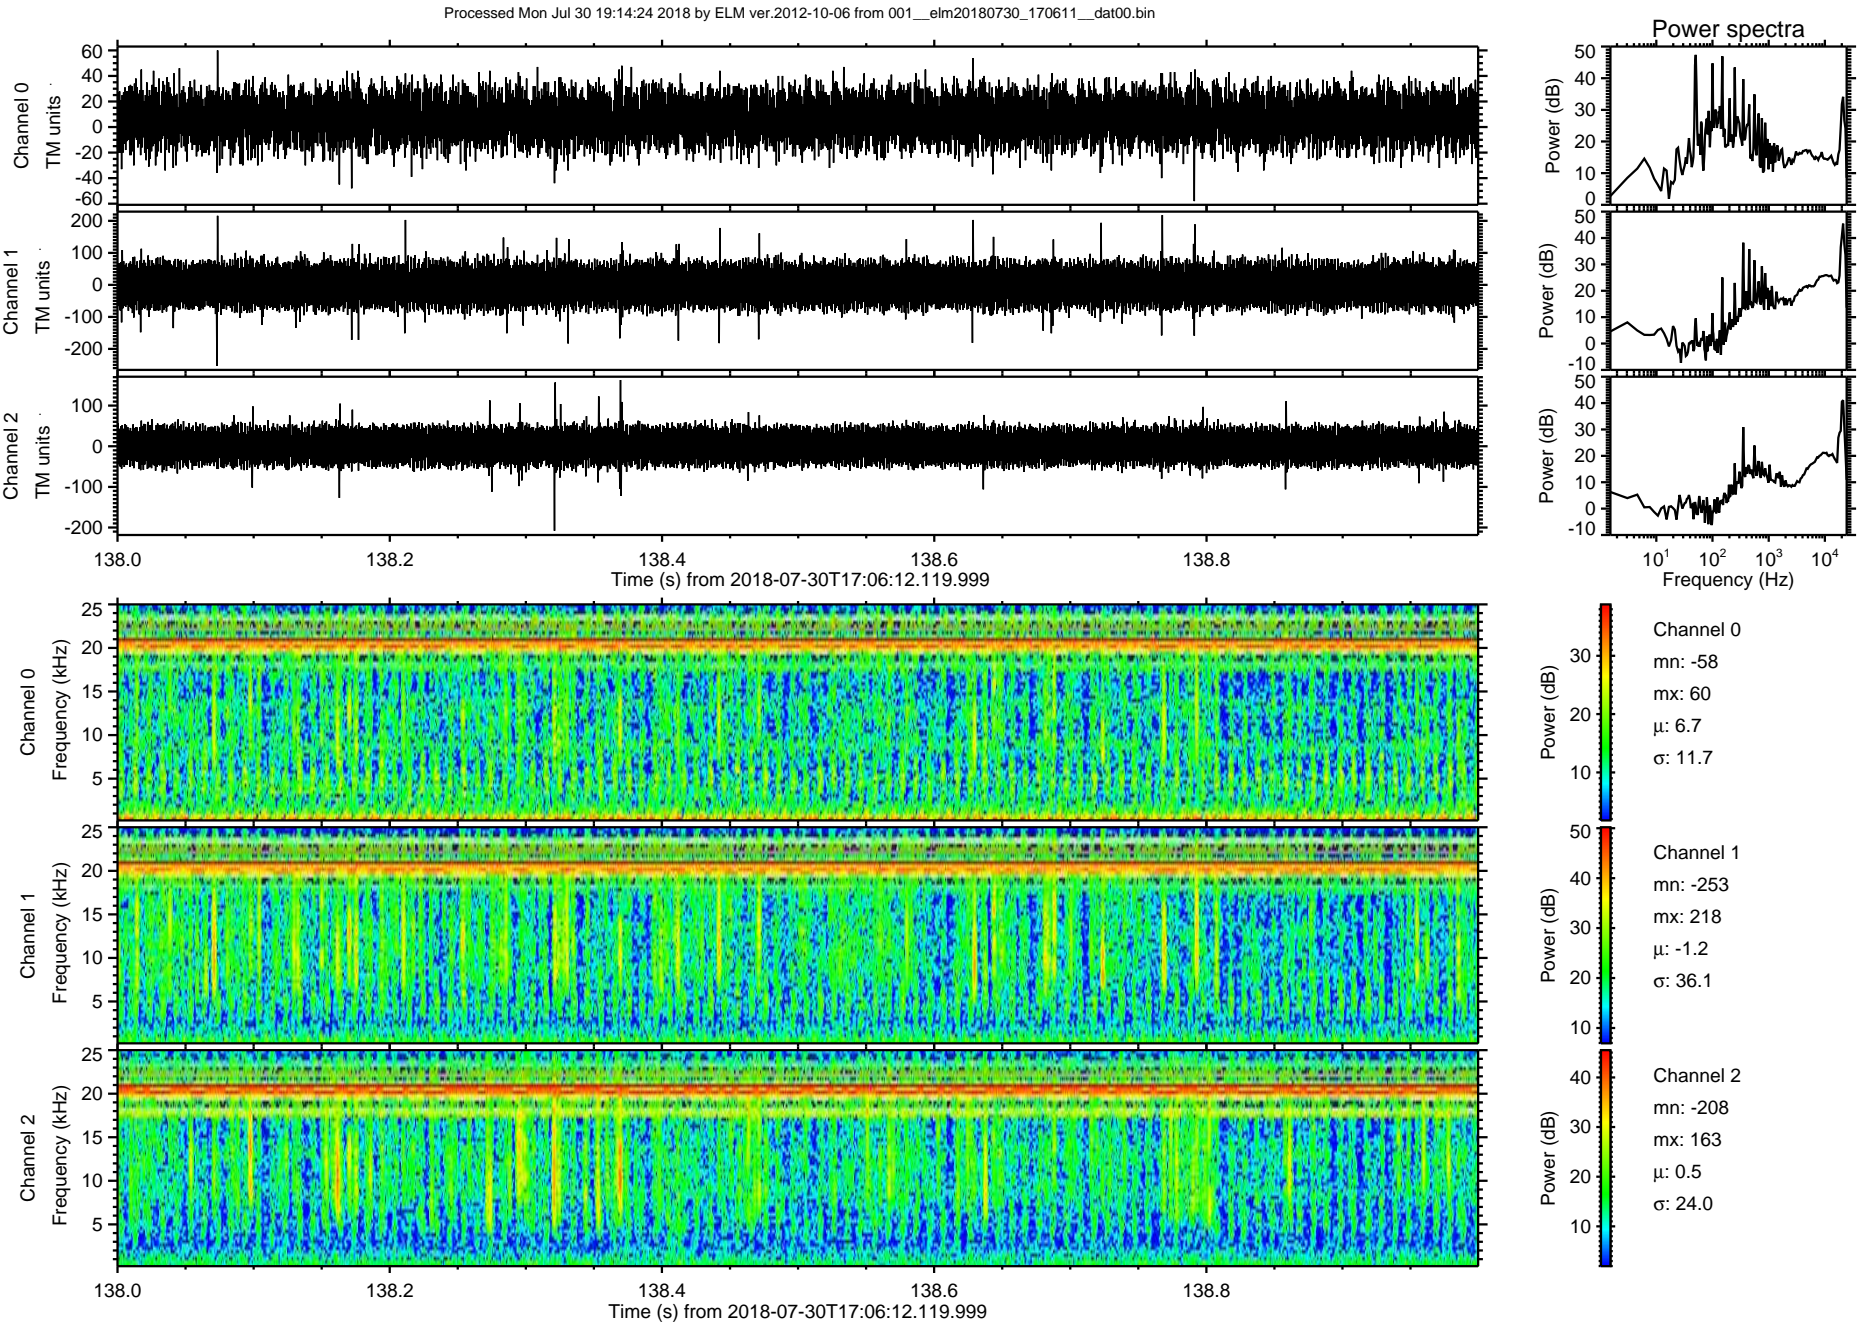 Processed Mon Jul 30 19:14:24 2018 by ELM ver.2012-10-06 from 001__elm20180730_170611__dat00.bin
Power spectra
Channel 0
TM units
60
40
20
0
-20
-40
-60
Power (dB)
50
40
30
20
10
0
Channel 1
TM units
200
100
0
-100
-200
Power (dB)
50
40
30
20
10
0
-10
Channel 2
TM units
100
0
-100
-200
Power (dB)
50
40
30
20
10
0
-10
138.0 138.2 138.4 138.6 138.8
Time (s) from 2018-07-30T17:06:12.119.999
10^1 10^2 10^3 10^4
Frequency (Hz)
Channel 0
Frequency (kHz)
25
20
15
10
5
Power (dB)
30
20
10
Channel 0
mn: -58
mx: 60
µ: 6.7
σ: 11.7
Channel 1
Frequency (kHz)
25
20
15
10
5
Power (dB)
50
40
30
20
10
Channel 1
mn: -253
mx: 218
µ: -1.2
σ: 36.1
Channel 2
Frequency (kHz)
25
20
15
10
5
Power (dB)
40
30
20
10
Channel 2
mn: -208
mx: 163
µ: 0.5
σ: 24.0
138.0 138.2 138.4 138.6 138.8
Time (s) from 2018-07-30T17:06:12.119.999